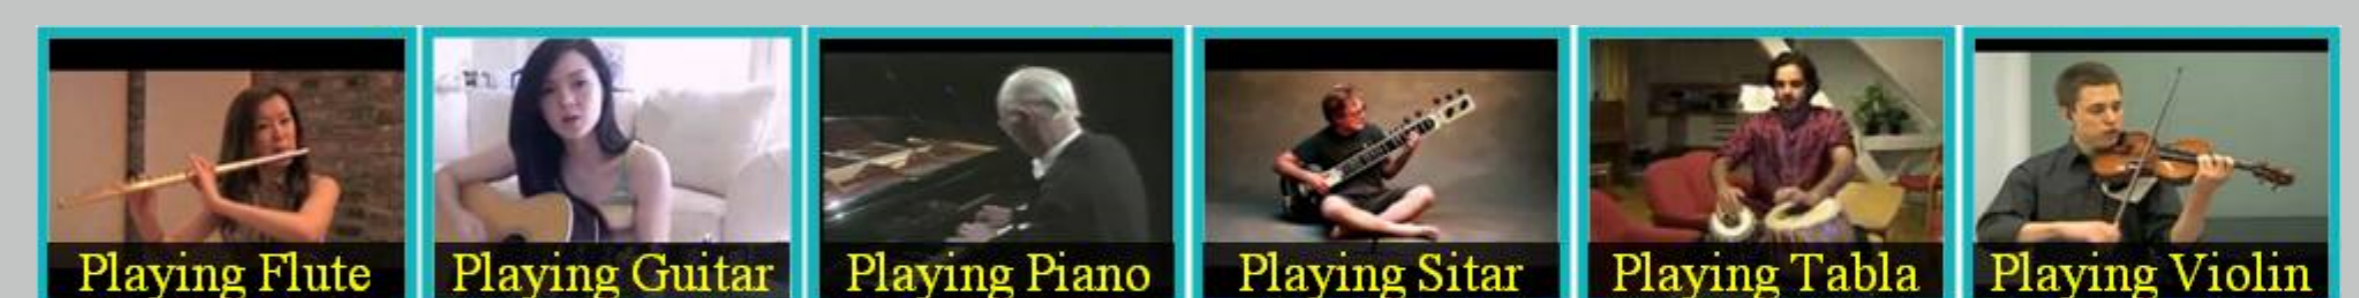 Playing Flute
Playing Guitar
Playing Piano
Playing Sitar
Playing Tabla
Playing Violin